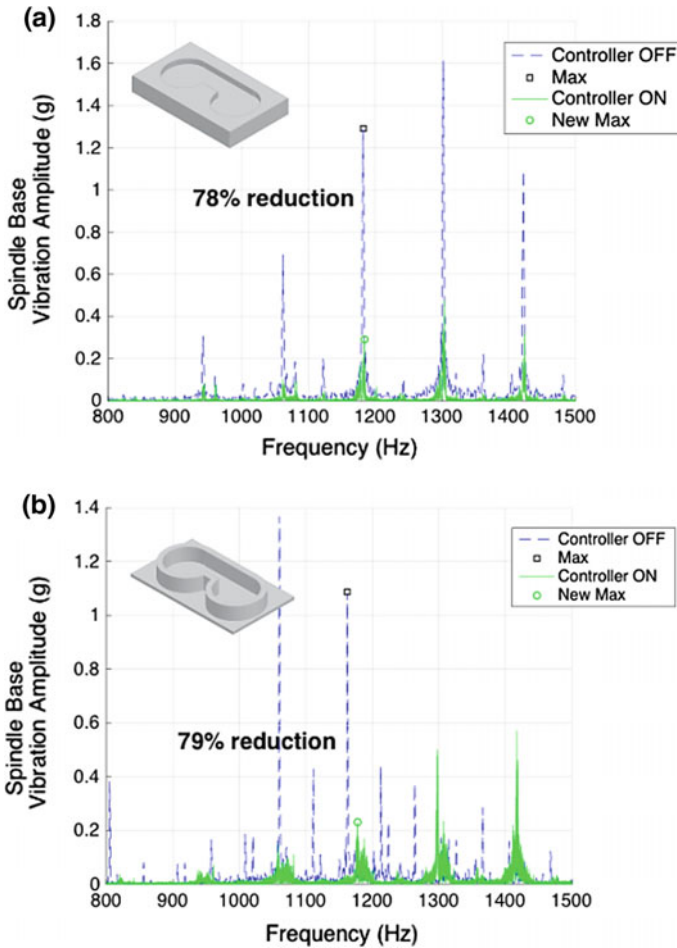 (a)
1.8
1.6
1.4
1.2
1
0.8
0.6
0.4
0.2
0
Spindle Base
Vibration Amplitude (g)
Controller OFF
Max
Controller ON
New Max
78% reduction
800 900 1000 1100 1200 1300 1400 1500
Frequency (Hz)
(b)
1.4
1.2
1
0.8
0.6
0.4
0.2
0
Spindle Base
Vibration Amplitude (g)
Controller OFF
Max
Controller ON
New Max
79% reduction
800 900 1000 1100 1200 1300 1400 1500
Frequency (Hz)